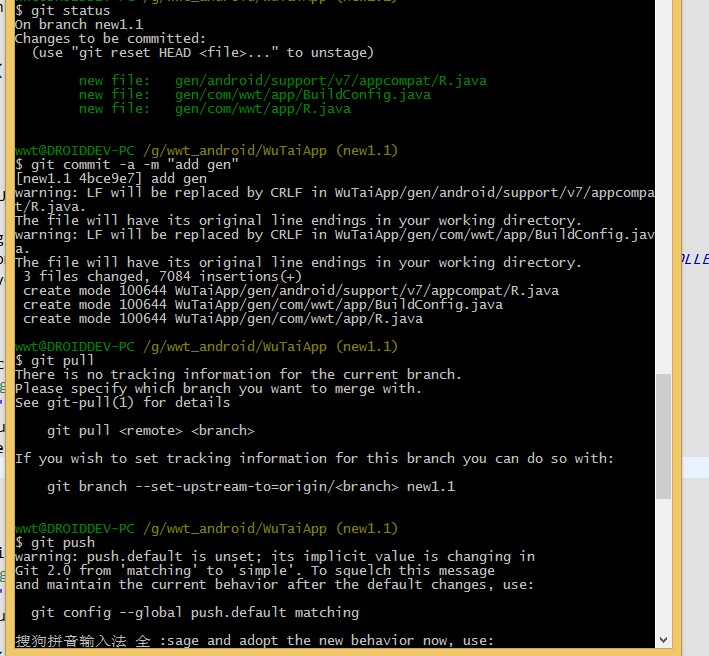 $ git status
On branch new1.1
Changes to be committed:
(use "git reset HEAD <file>..." to unstage)
new file:   gen/android/support/v7/appcompat/R.java
new file:   gen/com/wwt/app/BuildConfig.java
new file:   gen/com/wwt/app/R.java
wwt@DROIDDEV-PC /g/wwt_android/WuTaiApp (new1.1)
$ git commit -a -m "add gen"
[new1.1 4bce9e7] add gen
warning: LF will be replaced by CRLF in WuTaiApp/gen/android/support/v7/appcompa
t/R.java.
The file will have its original line endings in your working directory.
warning: LF will be replaced by CRLF in WuTaiApp/gen/com/wwt/app/BuildConfig.jav
a.
The file will have its original line endings in your working directory.
3 files changed, 7084 insertions(+)
create mode 100644 WuTaiApp/gen/android/support/v7/appcompat/R.java
create mode 100644 WuTaiApp/gen/com/wwt/app/BuildConfig.java
create mode 100644 WuTaiApp/gen/com/wwt/app/R.java
wwt@DROIDDEV-PC /g/wwt_android/WuTaiApp (new1.1)
$ git pull
There is no tracking information for the current branch.
Please specify which branch you want to merge with.
See git-pull(1) for details
git pull <remote> <branch>
If you wish to set tracking information for this branch you can do so with:
git branch --set-upstream-to=origin/<branch> new1.1
wwt@DROIDDEV-PC /g/wwt_android/WuTaiApp (new1.1)
$ git push
warning: push.default is unset; its implicit value is changing in
Git 2.0 from 'matching' to 'simple'. To squelch this message
and maintain the current behavior after the default changes, use:
git config --global push.default matching
搜狗拼音输入法 全 :sage and adopt the new behavior now, use: